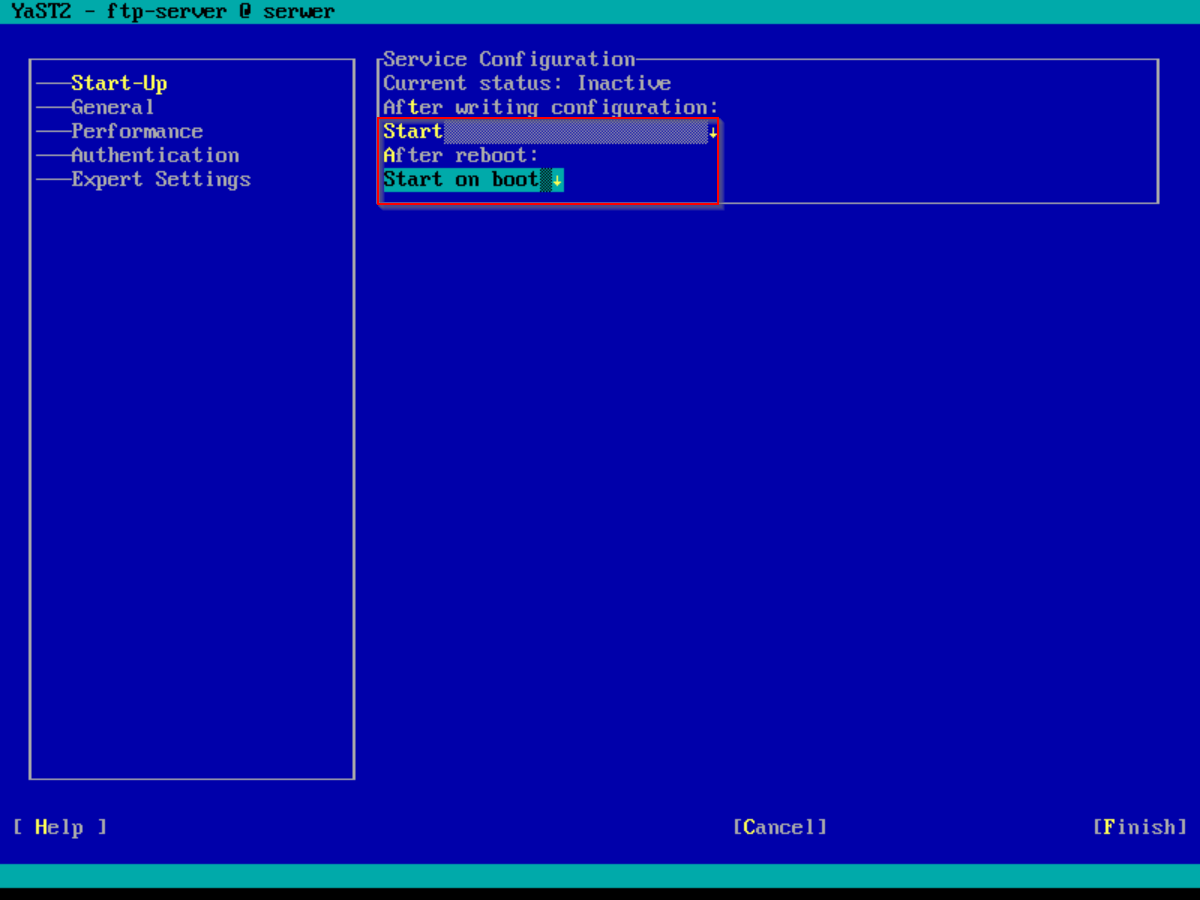 YaST2 - ftp-server @ serwer
Start-Up
General
Performance
Authentication
Expert Settings
Service Configuration
Current status: Inactive
After writing configuration:
Start
After reboot:
Start on boot
[ Help ]
[Cancel]
[Finish]